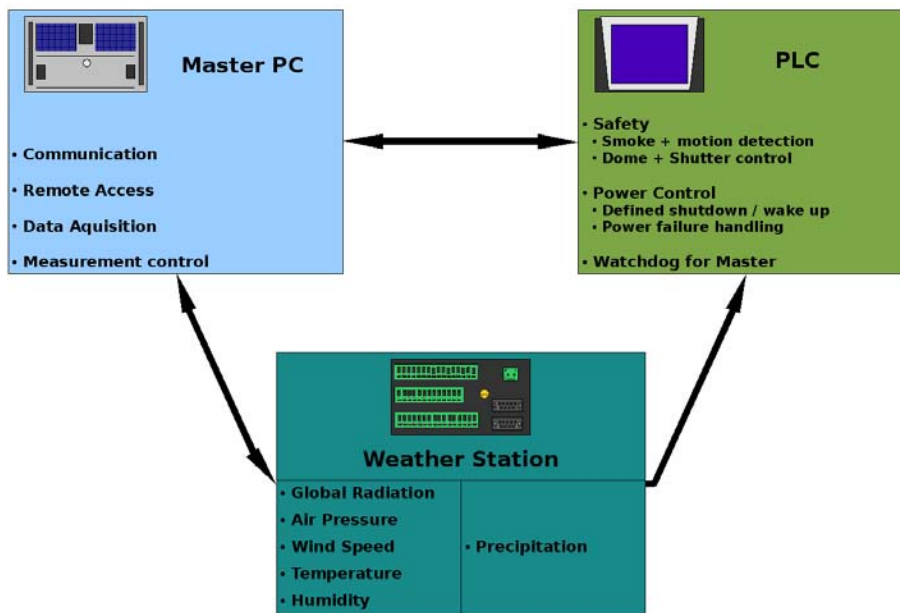 Master PC
• Communication
• Remote Access
• Data Aquisition
• Measurement control
PLC
• Safety
• Smoke + motion detection
• Dome + Shutter control
• Power Control
• Defined shutdown / wake up
• Power failure handling
• Watchdog for Master
Weather Station
• Global Radiation
• Air Pressure
• Wind Speed
• Temperature
• Humidity
• Precipitation